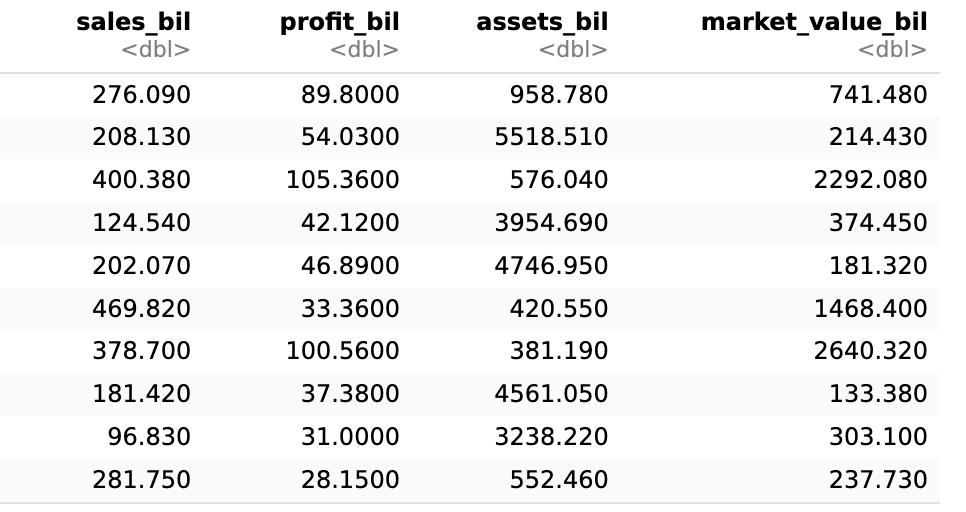 sales_bil profit_bil assets_bil market_value_bil
<dbl> <dbl> <dbl> <dbl>
276.090 89.8000 958.780 741.480
208.130 54.0300 5518.510 214.430
400.380 105.3600 576.040 2292.080
124.540 42.1200 3954.690 374.450
202.070 46.8900 4746.950 181.320
469.820 33.3600 420.550 1468.400
378.700 100.5600 381.190 2640.320
181.420 37.3800 4561.050 133.380
96.830 31.0000 3238.220 303.100
281.750 28.1500 552.460 237.730